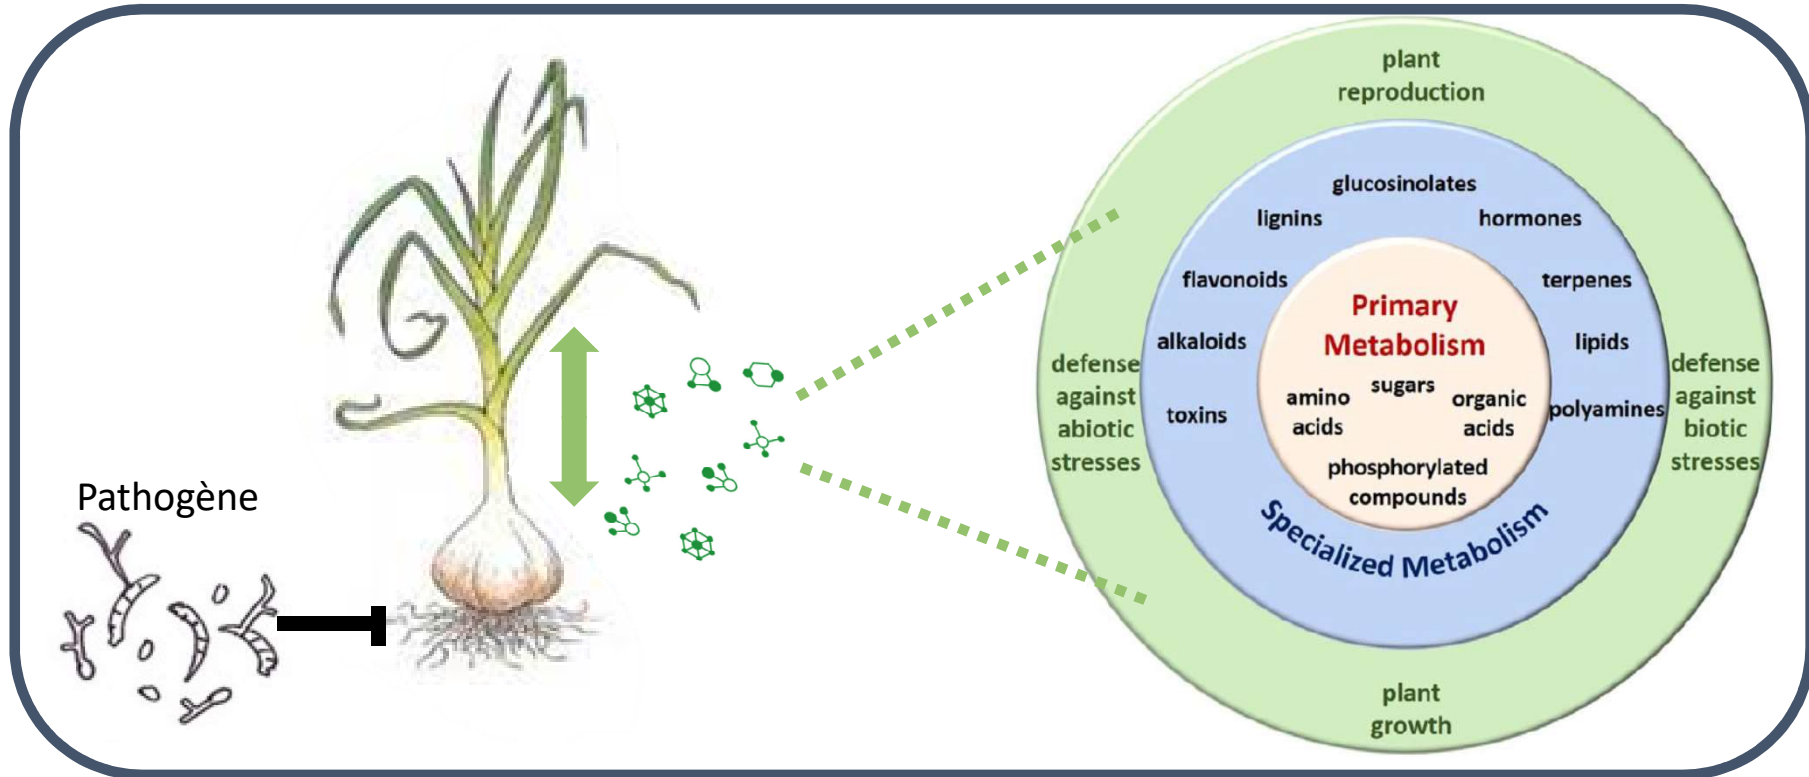 Pathogène
plant
reproduction
glucosinolates
lignins
hormones
flavonoids
terpenes
alkaloids
lipids
toxins
polyamines
Primary
Metabolism
sugars
amino
acids
organic
acids
phosphorylated
compounds
Specialized Metabolism
defense
against
abiotic
stresses
defense
against
biotic
stresses
plant
growth